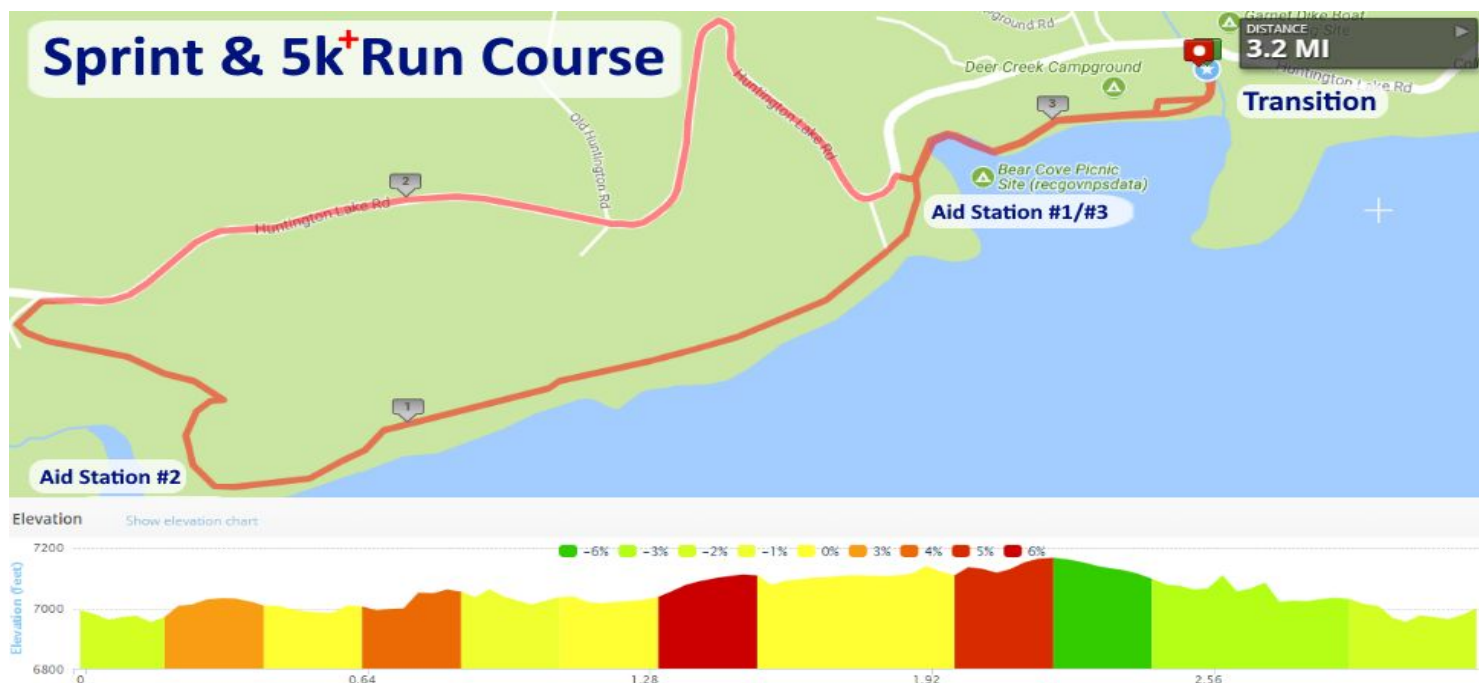 Sprint & 5k+ Run Course
Garnet Dike Boat
DISTANCE
3.2 MI
Deer Creek Campground
Huntington Lake Rd
Transition
3
Huntington Lake Rd
Old Huntington Rd
Bear Cove Picnic
Site (recgovnpsdata)
Aid Station #1/#3
2
Huntington Lake Rd
1
Aid Station #2
Elevation
Show elevation chart
-6% -3% -2% -1% 0% 3% 4% 5% 6%
Elevation (feet)
7200
7000
6800
0 0.64 1.28 1.92 2.56